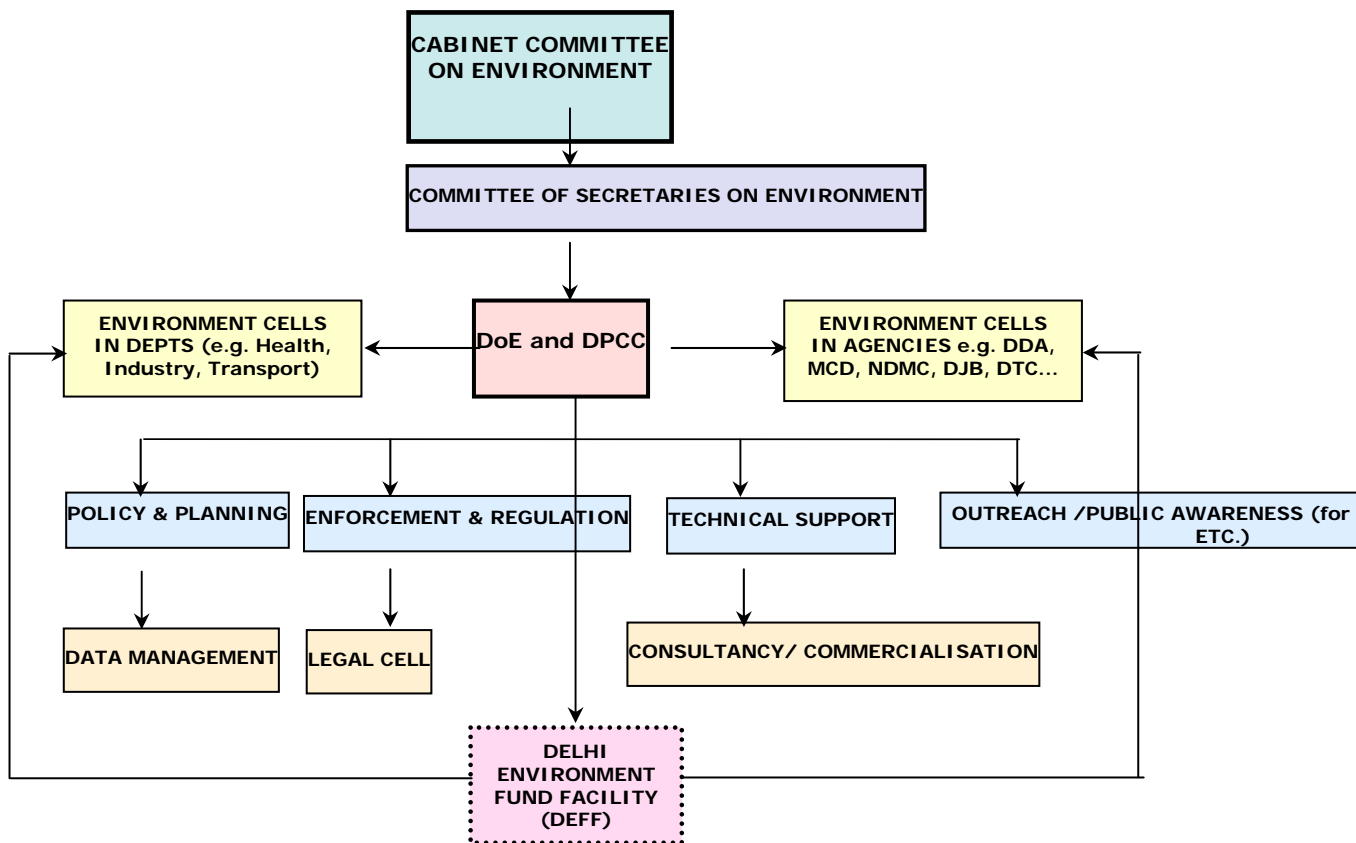 CABINET COMMITTEE
ON ENVIRONMENT
COMMITTEE OF SECRETARIES ON ENVIRONMENT
ENVIRONMENT CELLS
IN DEPTS (e.g. Health,
Industry, Transport)
DoE and DPCC
ENVIRONMENT CELLS
IN AGENCIES e.g. DDA,
MCD, NDMC, DJB, DTC...
POLICY & PLANNING
ENFORCEMENT & REGULATION
TECHNICAL SUPPORT
OUTREACH /PUBLIC AWARENESS (for
ETC.)
DATA MANAGEMENT
LEGAL CELL
CONSULTANCY/ COMMERCIALISATION
DELHI
ENVIRONMENT
FUND FACILITY
(DEFF)